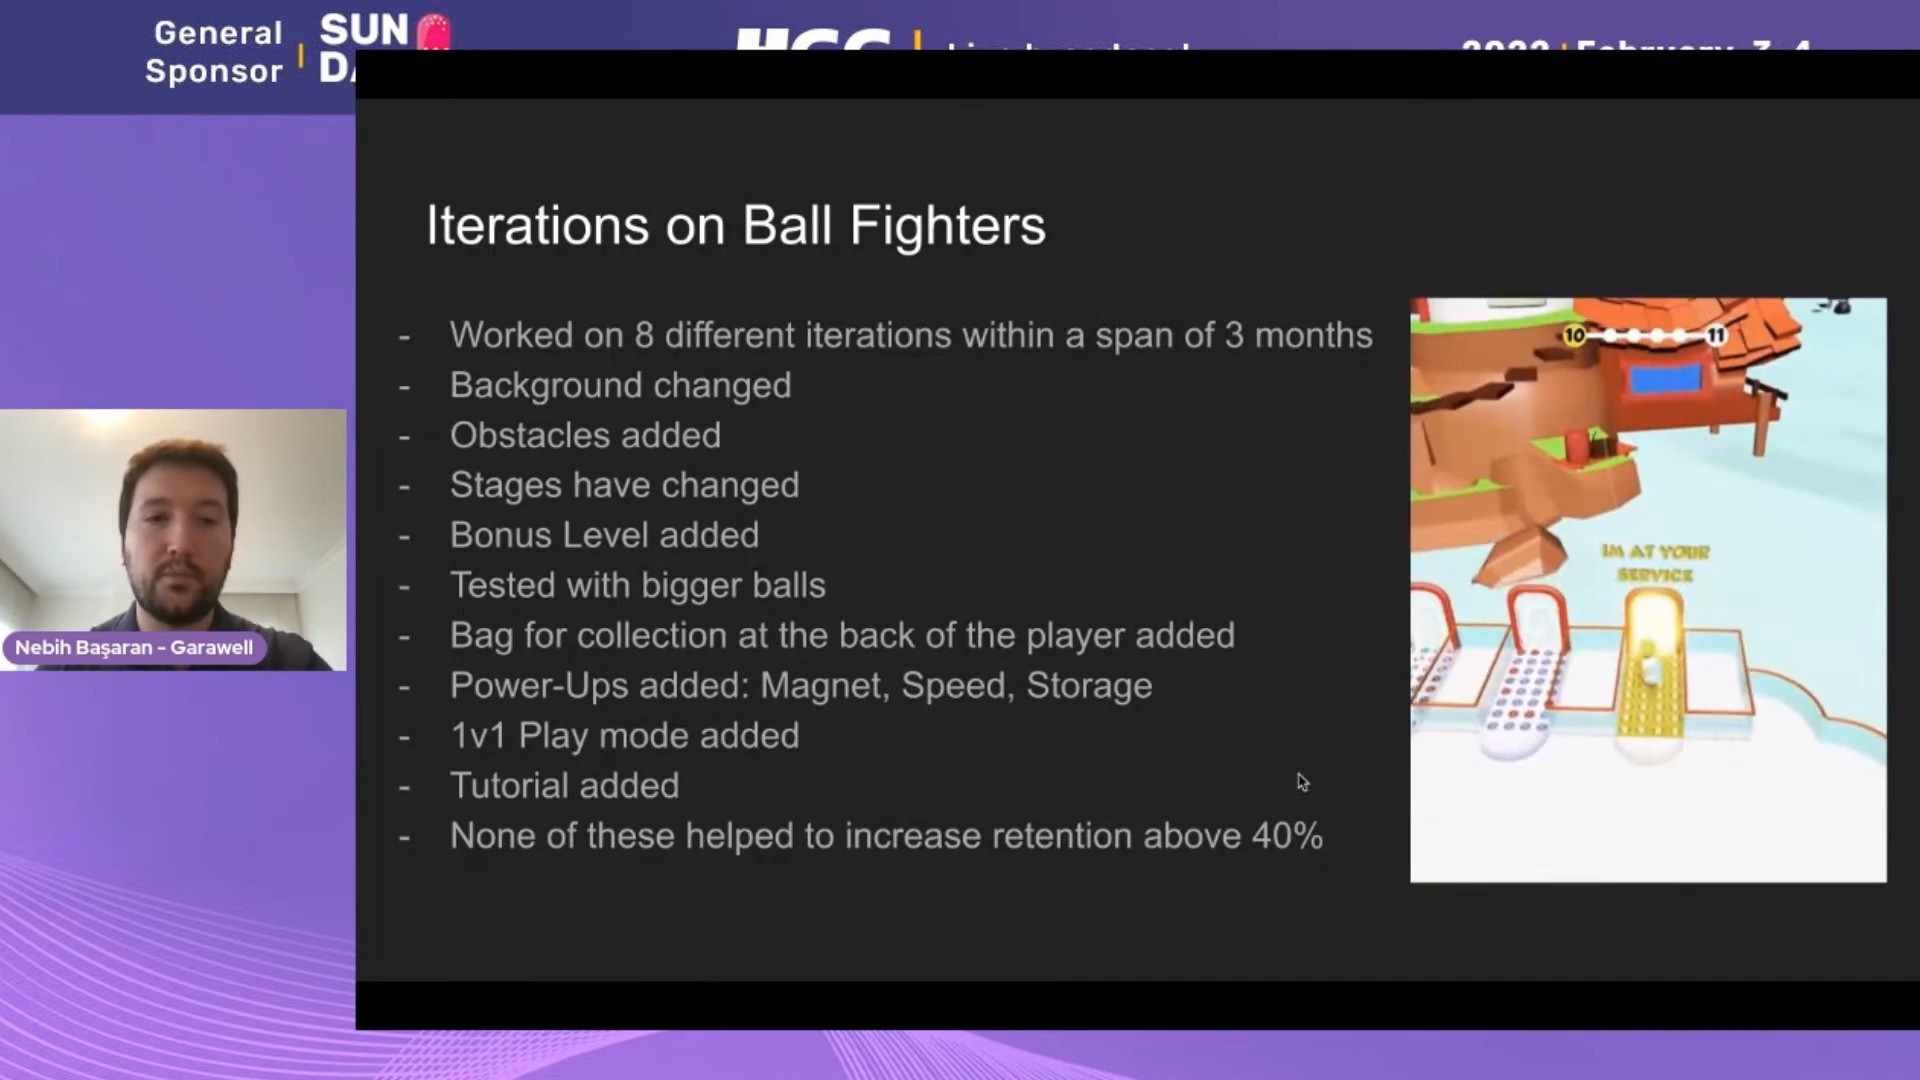 General
Sponsor
SUN
Iterations on Ball Fighters
- Worked on 8 different iterations within a span of 3 months
- Background changed
- Obstacles added
- Stages have changed
- Bonus Level added
- Tested with bigger balls
- Bag for collection at the back of the player added
- Power-Ups added: Magnet, Speed, Storage
- 1v1 Play mode added
- Tutorial added
- None of these helped to increase retention above 40%
10
11
IM AT YOUR
SERVICE
Nebih Başaran - Garawell